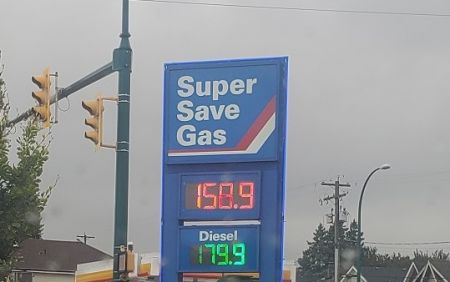 Super
Save
Gas
158.9
Diesel
179.9